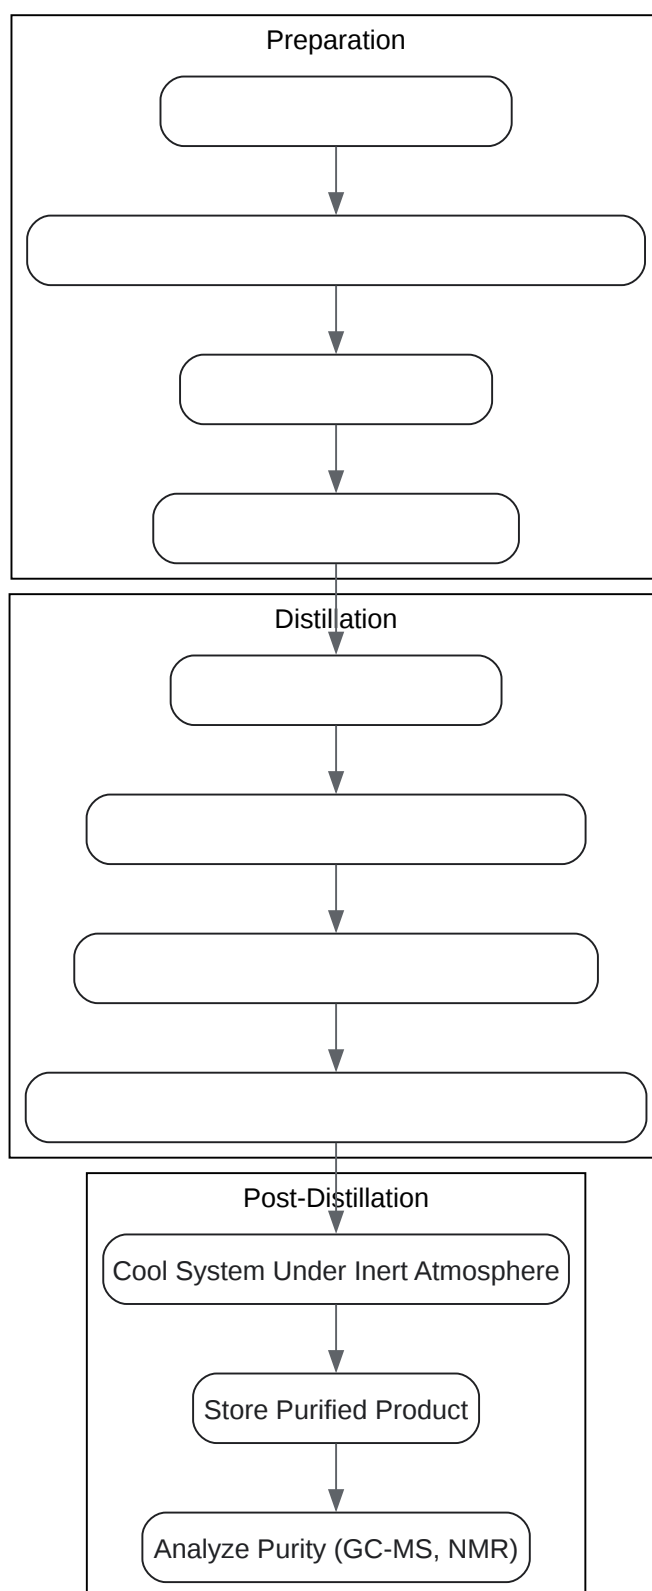 Preparation
Distillation
Post-Distillation
Cool System Under Inert Atmosphere
Store Purified Product
Analyze Purity (GC-MS, NMR)